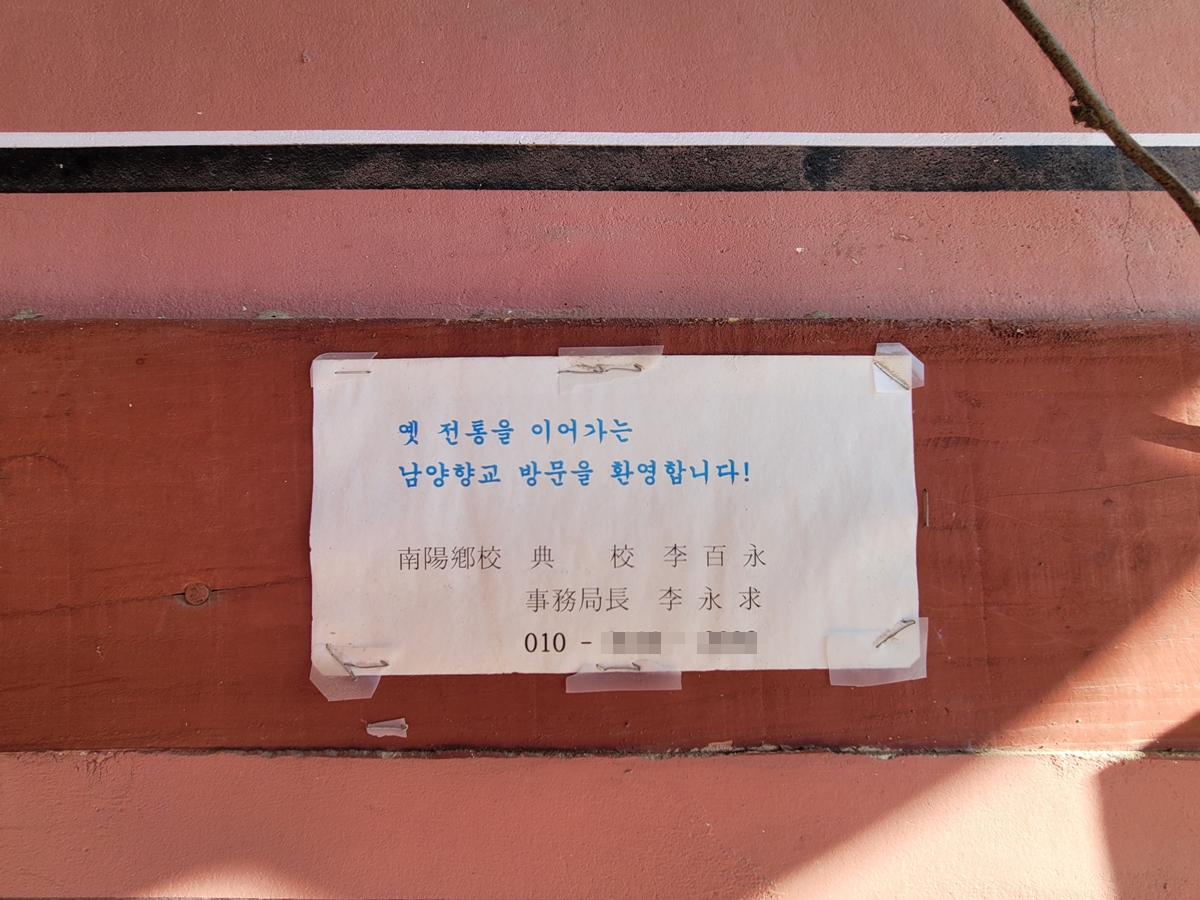 옛 전통을 이어가는
남양향교 방문을 환영합니다!
南陽鄕校 典 校 李 百 永
事務局長 李 永 求
010 -